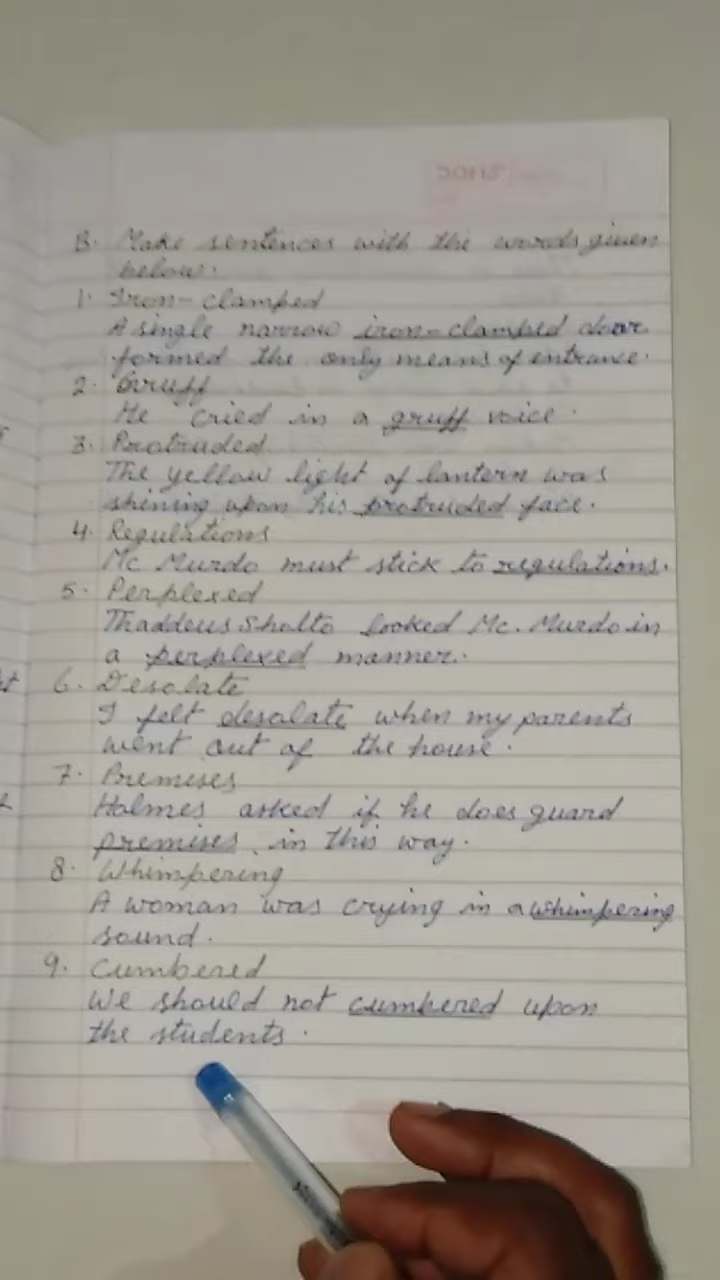 B. Make sentences with the words given
below.
1. Iron-clamped
A single narrow iron-clamped door
formed the only means of entrance.
2. Gruff
He cried in a gruff voice.
3. Protruded
The yellow light of lantern was
shining upon his protruded face.
4. Regulations
Mc Murdo must stick to regulations.
5. Perplexed
Thaddeus Sholto looked Mc. Murdo in
a perplexed manner.
6. Desolate
I felt desolate when my parents
went out of the house.
7. Premises
Holmes asked if he does guard
premises in this way.
8. Whimpering
A woman was crying in a whimpering
sound.
9. Cumbered
We should not cumbered upon
the students.